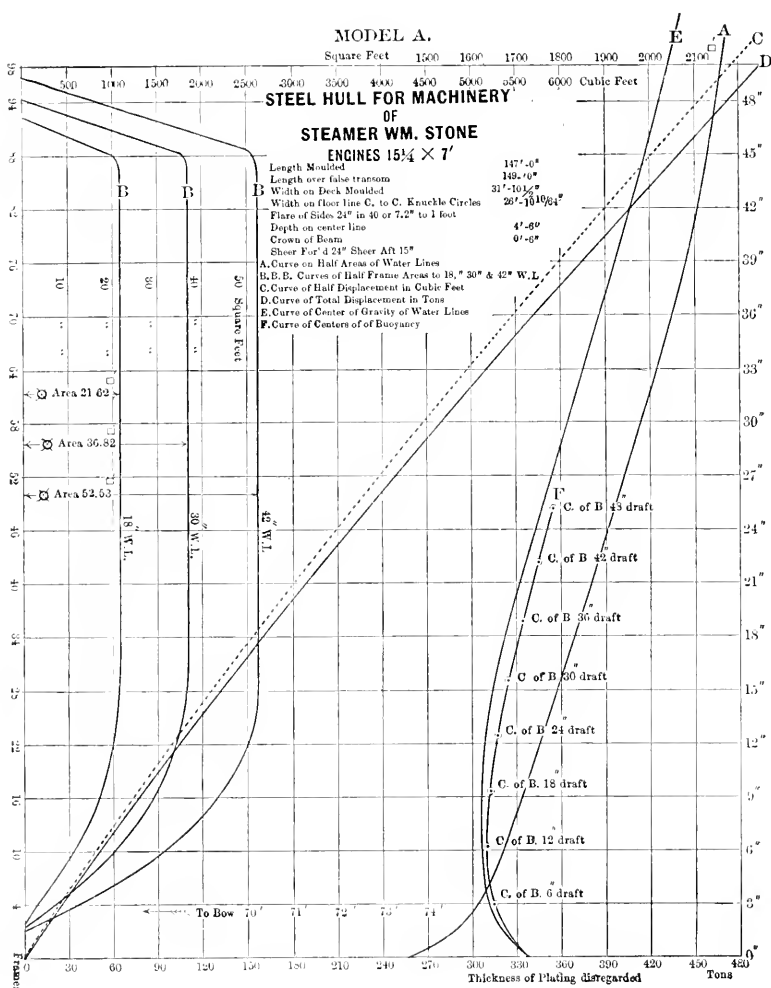 MODEL A.
Square Feet 1500 1600 1700 1800 1900 2000 2100
500 1000 1500 2000 2500 3000 3500 4000 4500 5000 5500 6000 Cubic Feet
STEEL HULL FOR MACHINERY
OF
STEAMER WM. STONE
ENGINES 15¼ × 7'
Length Moulded 147'-0"
Length over false transom 149-'0"
Width on Deck Moulded 31'-10½"
Width on floor line C. to C. Knuckle Circles 26'-10 10/64"
Flare of Sides 24" in 40 or 7.2" to 1 foot
Depth on center line 4'-6"
Crown of Beam 0'-6"
Sheer For'd 24" Sheer Aft 15"
A. Curve on Half Areas of Water Lines
B. B. B. Curves of Half Frame Areas to 18," 30" & 42" W.L
C. Curve of Half Displacement in Cubic Feet
D. Curve of Total Displacement in Tons
E. Curve of Center of Gravity of Water Lines
F. Curve of Centers of of Buoyancy
E
A
C
D
B
B
B
F
10 20 30 40 50 Square Feet
Area 21.62
Area 36.82
Area 52.53
18" W.L.
30" W.L.
42" W.L
48"
45"
42"
39"
36"
33"
30"
27"
24"
21"
18"
15"
12"
9"
6"
3"
0"
C. of B 48" draft
C. of B 42" draft
C. of B 36" draft
C of B 30" draft
C. of B 24" draft
C. of B. 18" draft
C of B. 12" draft
C. of B. 6" draft
To Bow 70' 71' 72' 73' 74'
0 30 60 90 120 150 180 210 240 270 300 330 360 390 420 450 480
Thickness of Plating disregarded Tons
Frames